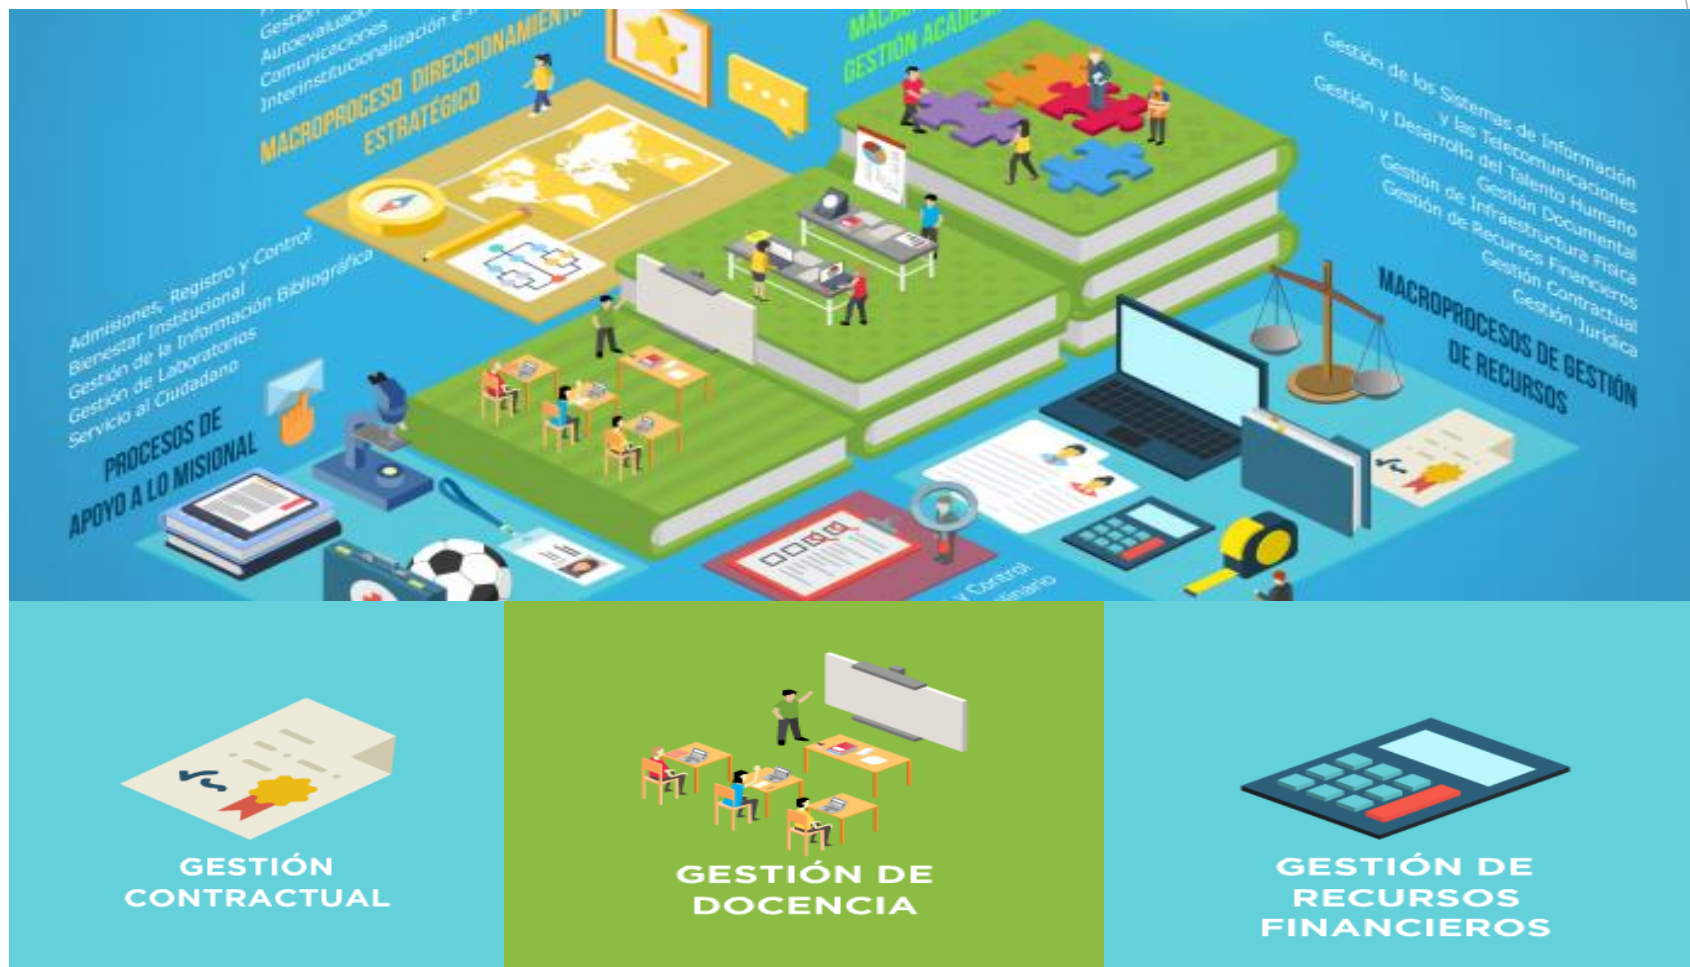 Gestión
Autoevaluación
Comunicaciones
Interinstitucionalización e
MACROPROCESO DIRECCIONAMIENTO
ESTRATÉGICO
GESTIÓN ACADÉM
Gestión de los Sistemas de Información
y las Telecomunicaciones
Gestión y Desarrollo del Talento Humano
Gestión Documental
Gestión de Infraestructura Física
Gestión de Recursos Financieros
Gestión Contractual
Gestión Jurídica
MACROPROCESOS DE GESTIÓN
DE RECURSOS
Admisiones, Registro y Control
Bienestar Institucional
Gestión de la Información Bibliográfica
Gestión de Laboratorios
Servicio al Ciudadano
PROCESOS DE
APOYO A LO MISIONAL
y Control
GESTIÓN
CONTRACTUAL
GESTIÓN DE
DOCENCIA
GESTIÓN DE
RECURSOS
FINANCIEROS